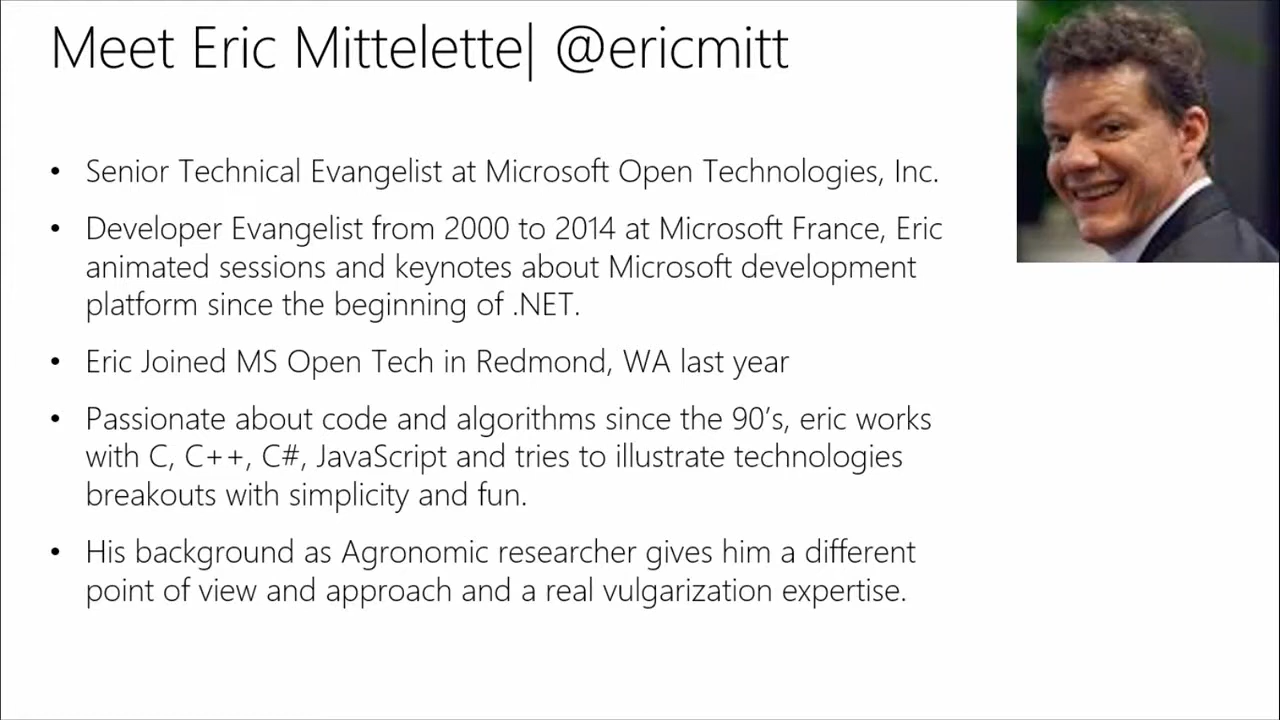 Meet Eric Mittelette| @ericmitt
• Senior Technical Evangelist at Microsoft Open Technologies, Inc.
• Developer Evangelist from 2000 to 2014 at Microsoft France, Eric
animated sessions and keynotes about Microsoft development
platform since the beginning of .NET.
• Eric Joined MS Open Tech in Redmond, WA last year
• Passionate about code and algorithms since the 90’s, eric works
with C, C++, C#, JavaScript and tries to illustrate technologies
breakouts with simplicity and fun.
• His background as Agronomic researcher gives him a different
point of view and approach and a real vulgarization expertise.